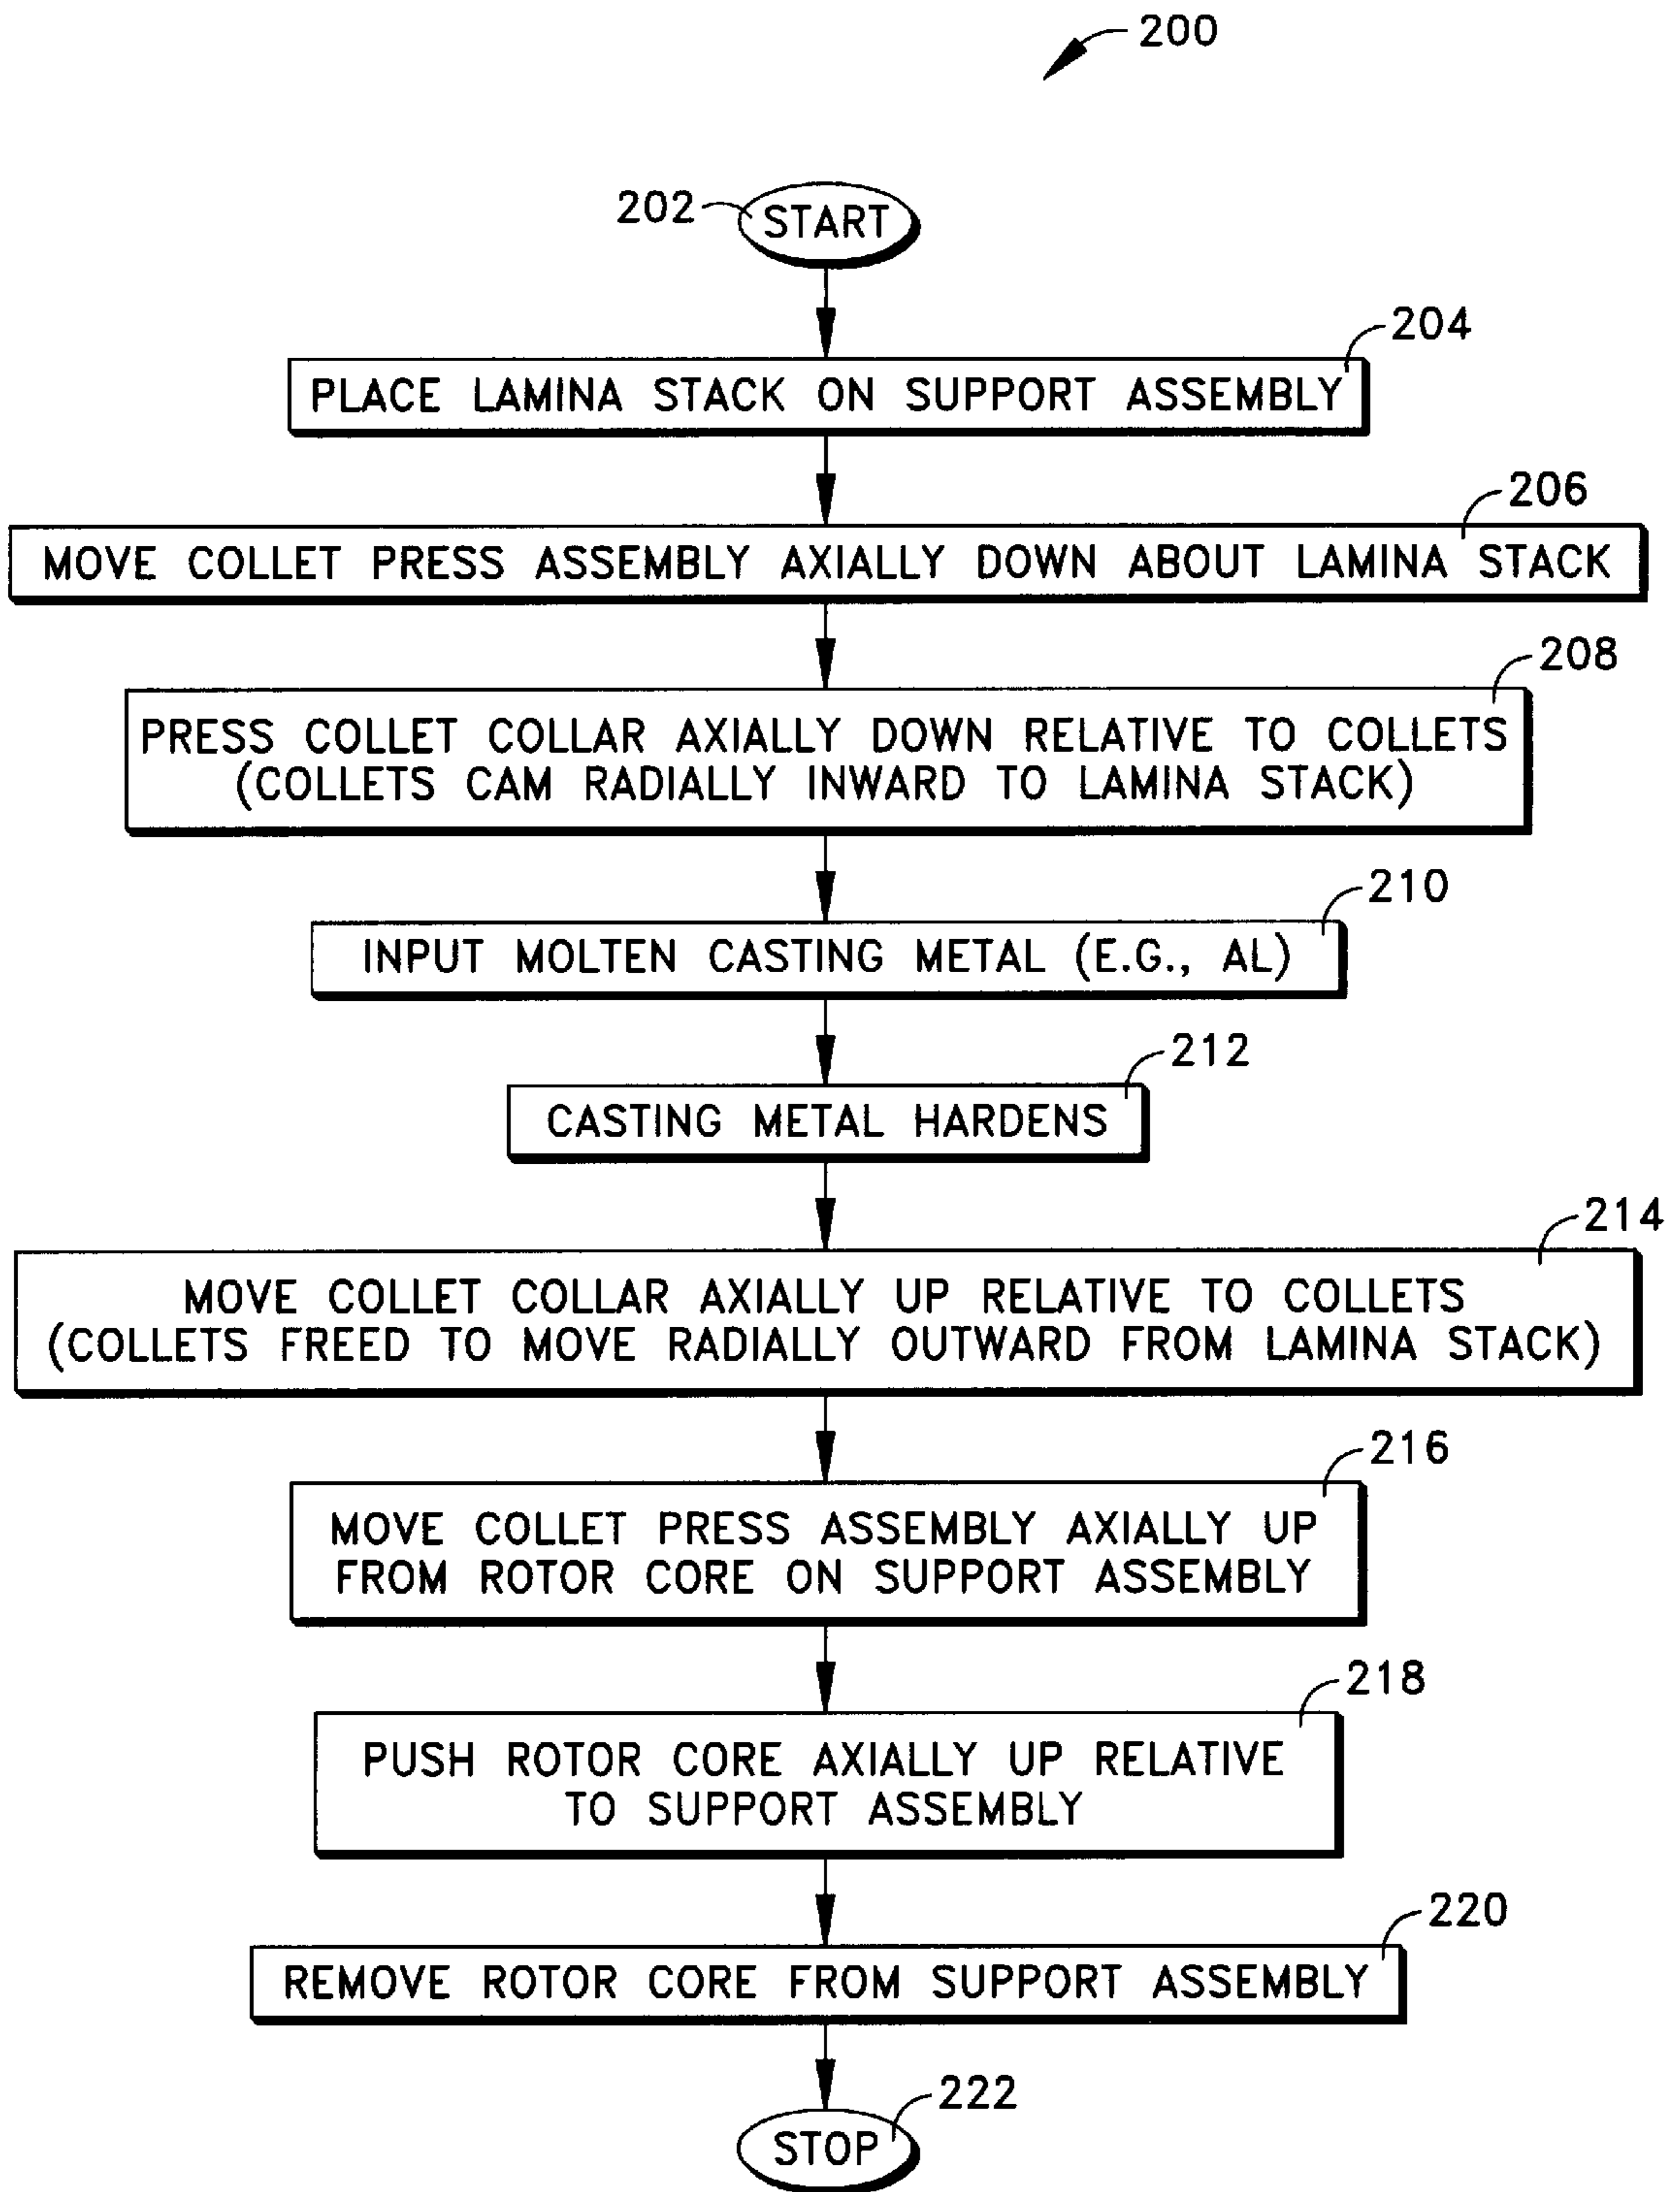 200
202
START
204
PLACE LAMINA STACK ON SUPPORT ASSEMBLY
206
MOVE COLLET PRESS ASSEMBLY AXIALLY DOWN ABOUT LAMINA STACK
208
PRESS COLLET COLLAR AXIALLY DOWN RELATIVE TO COLLETS
(COLLETS CAM RADIALLY INWARD TO LAMINA STACK)
210
INPUT MOLTEN CASTING METAL (E.G., AL)
212
CASTING METAL HARDENS
214
MOVE COLLET COLLAR AXIALLY UP RELATIVE TO COLLETS
(COLLETS FREED TO MOVE RADIALLY OUTWARD FROM LAMINA STACK)
216
MOVE COLLET PRESS ASSEMBLY AXIALLY UP
FROM ROTOR CORE ON SUPPORT ASSEMBLY
218
PUSH ROTOR CORE AXIALLY UP RELATIVE
TO SUPPORT ASSEMBLY
220
REMOVE ROTOR CORE FROM SUPPORT ASSEMBLY
222
STOP